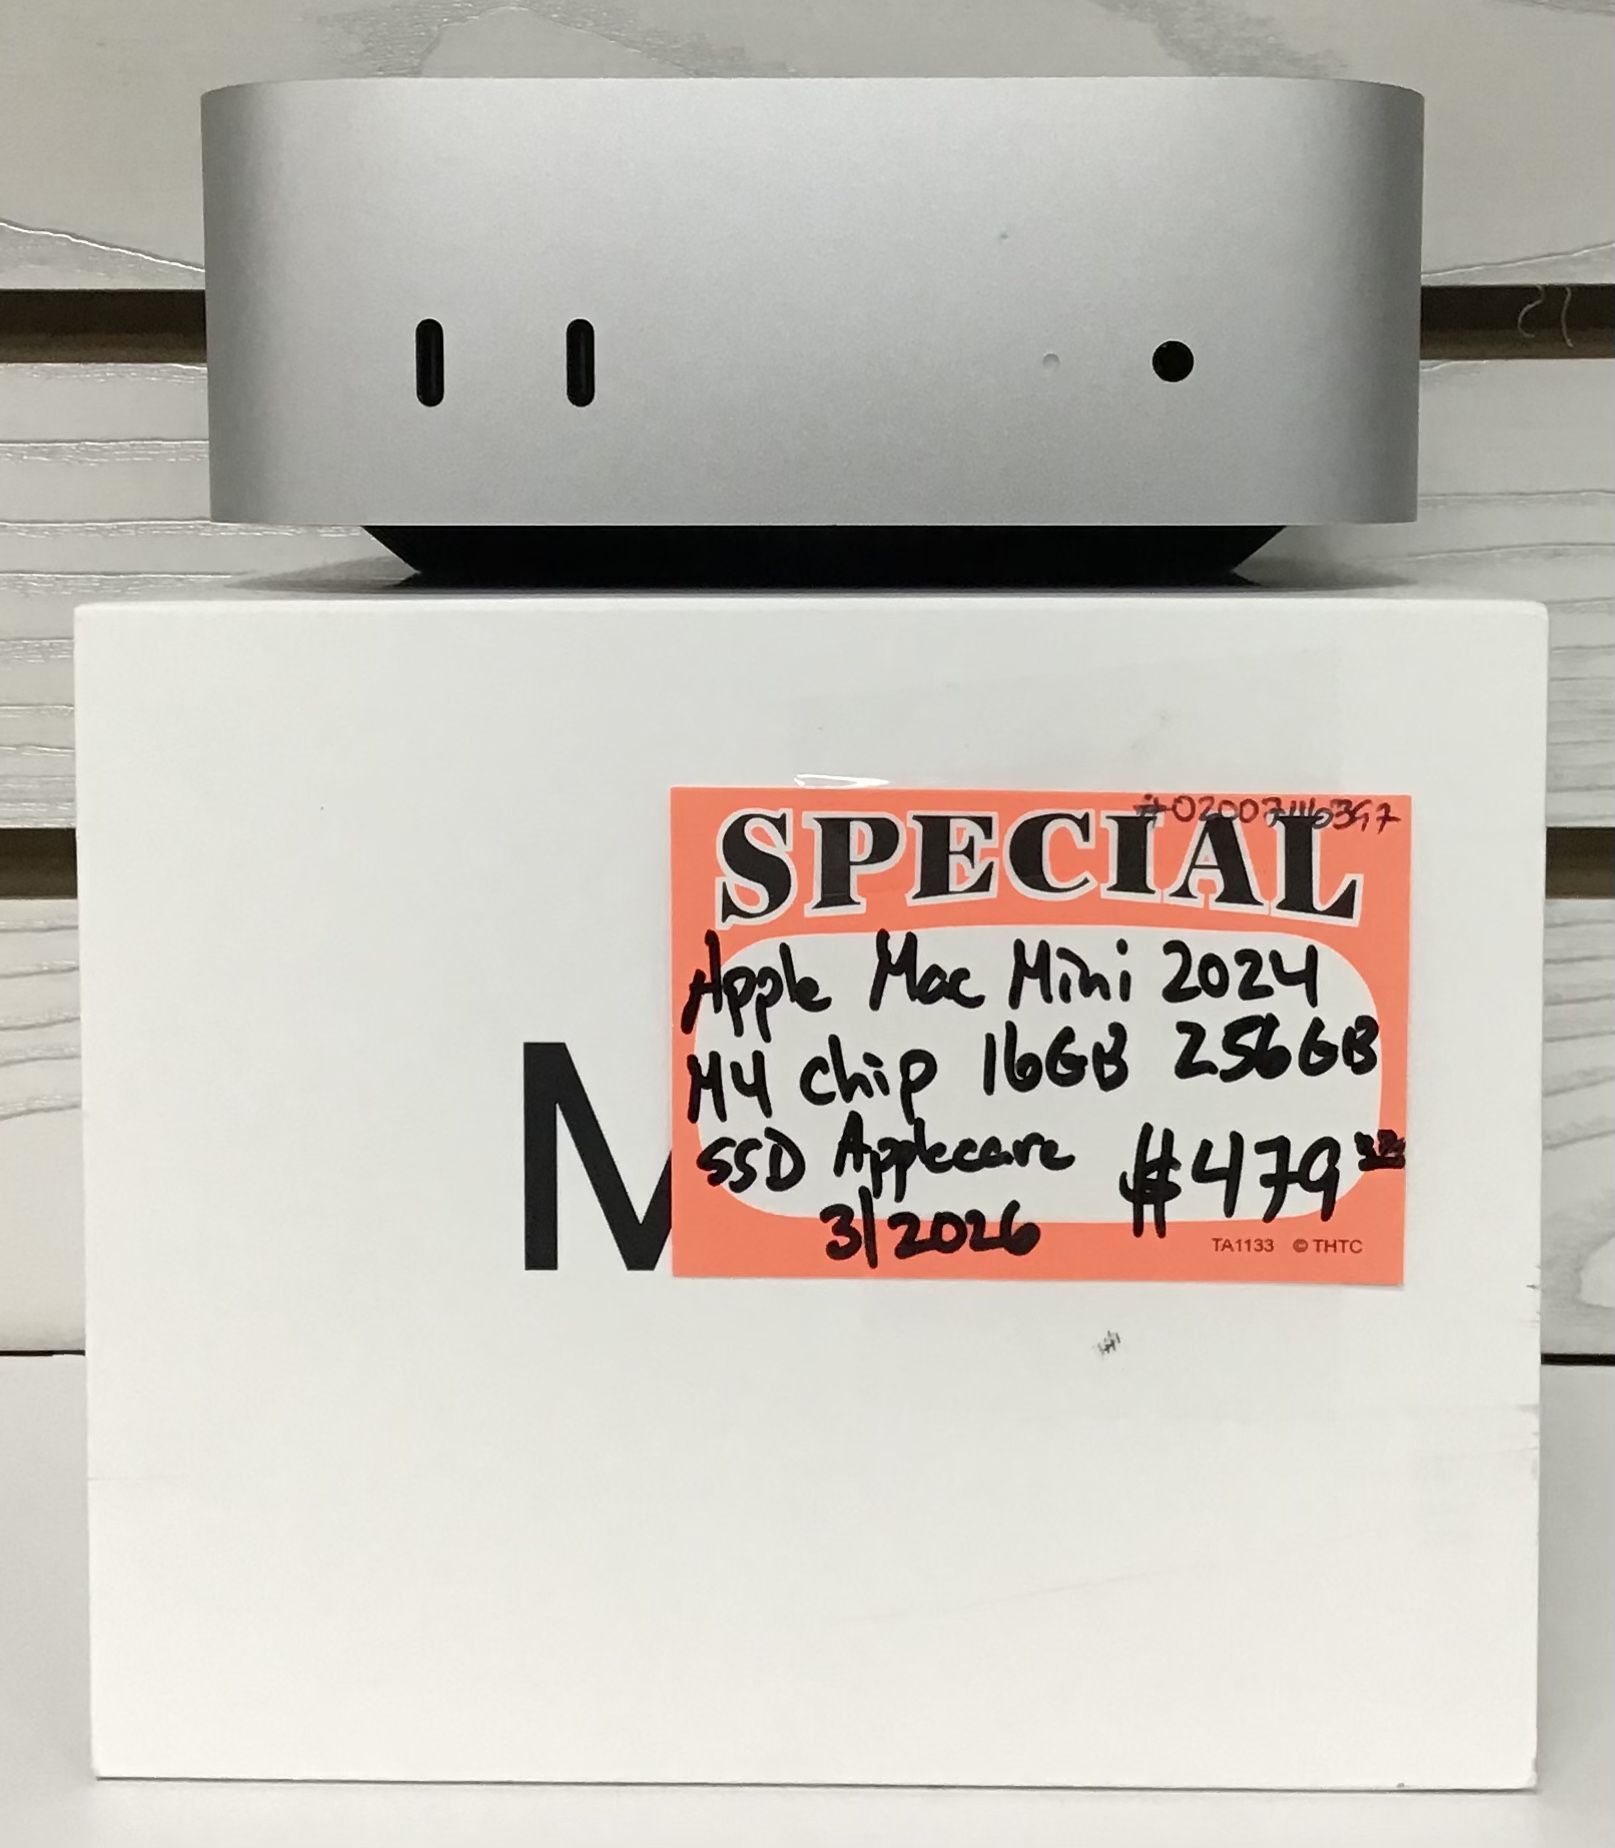 SPECIAL
Apple Mac Mini 2024
M4 chip 16GB 256GB
SSD Applecare $479
3/2026
TA1133 © THTC
M